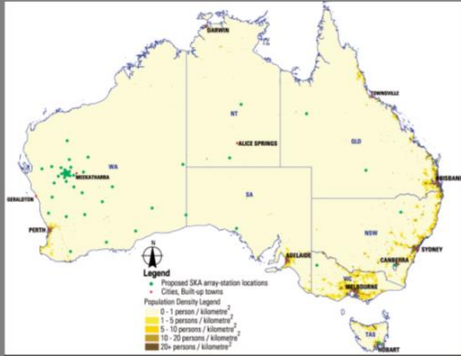 DARWIN
TOWNSVILLE
NT
ALICE SPRINGS
QLD
WA
MEEKATHARRA
SA
BRISBANE
GERALDTON
NSW
PERTH
SYDNEY
ADELAIDE
CANBERRA
VIC
MELBOURNE
N
Legend
Proposed SKA array-station locations
Cities, Built-up towns
Population Density Legend
0 - 1 person / kilometre²
1 - 5 persons / kilometre²
5 - 10 persons / kilometre²
10 - 20 persons / kilometre²
20+ persons / kilometre²
TAS
HOBART